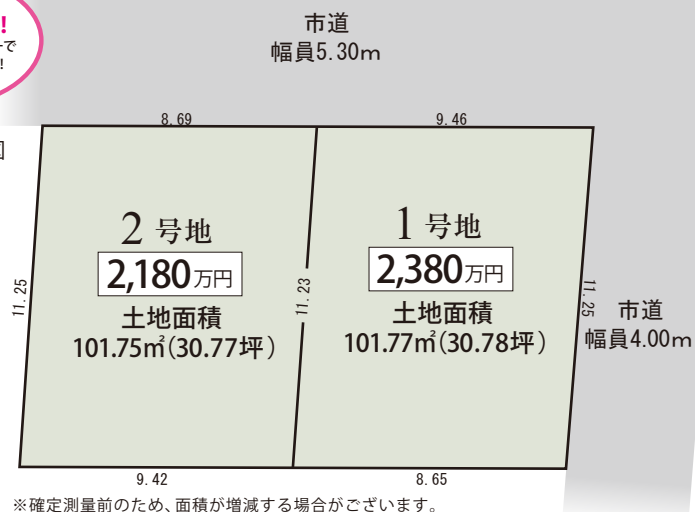 !
で
!
市道
幅員5.30m
8.69
9.46
2 号地
2,180万円
土地面積
101.75㎡(30.77坪)
1 号地
2,380万円
土地面積
101.77㎡(30.78坪)
11.25
11.23
11.25
市道
幅員4.00m
9.42
8.65
※確定測量前のため、面積が増減する場合がございます。